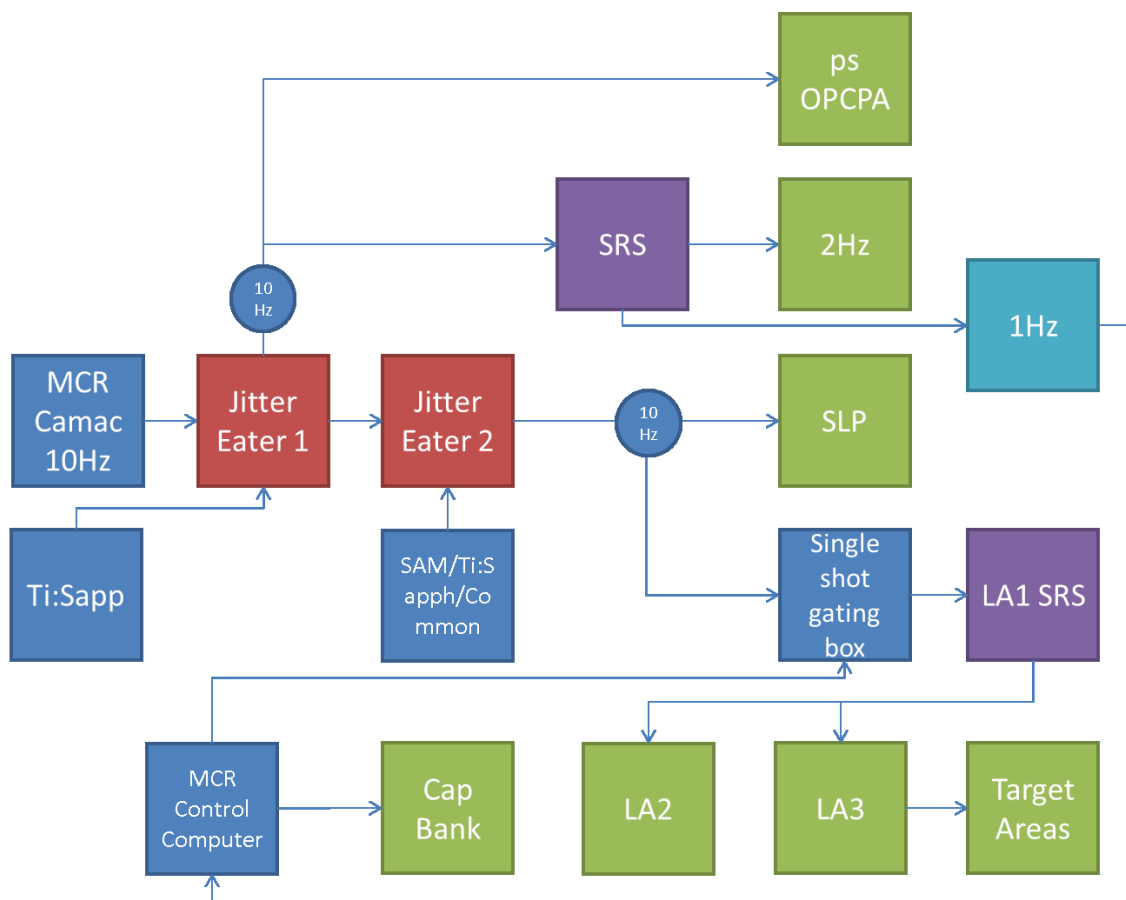 ps
OPCPA
SRS
2Hz
10
Hz
1Hz
MCR
Camac
10Hz
Jitter
Eater 1
Jitter
Eater 2
10
Hz
SLP
Ti:Sapp
SAM/Ti:S
apph/Co
mmon
Single
shot
gating
box
LA1 SRS
MCR
Control
Computer
Cap
Bank
LA2
LA3
Target
Areas